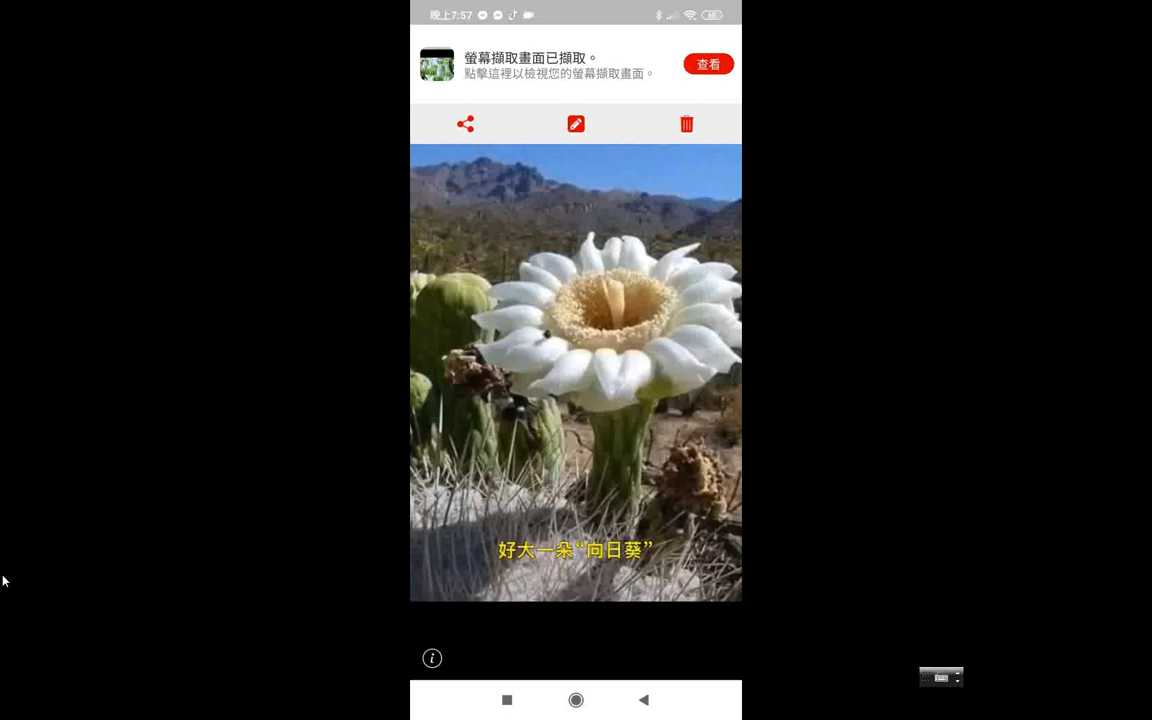 晚上7:57
68
螢幕擷取畫面已擷取。
點擊這裡以檢視您的螢幕擷取畫面。
查看
好大一朵“向日葵”